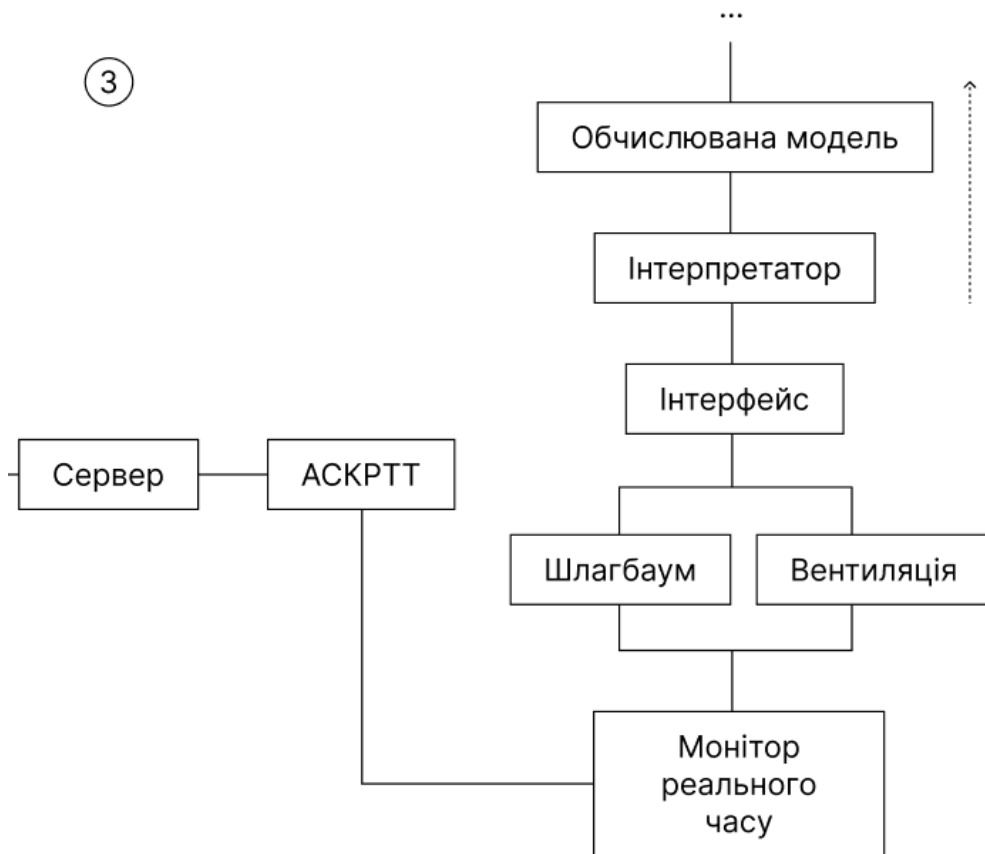 ...
3
Обчислювана модель
Інтерпретатор
Інтерфейс
Сервер
АСКРТТ
Шлагбаум
Вентиляція
Монітор
реального
часу